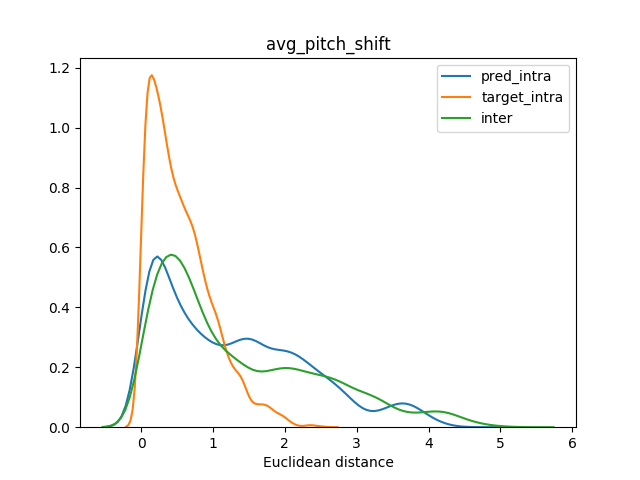 avg_pitch_shift
1.2
1.0
0.8
0.6
0.4
0.2
0.0
pred_intra
target_intra
inter
0 1 2 3 4 5 6
Euclidean distance